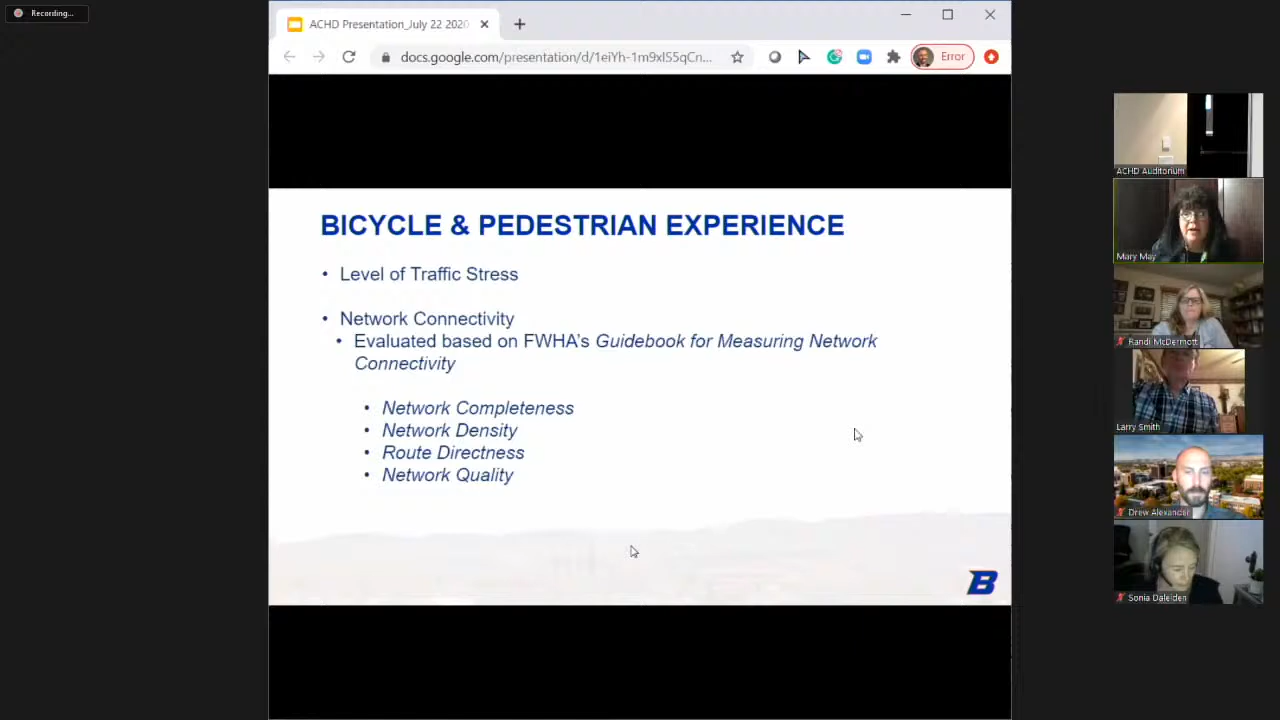 Recording...
ACHD Presentation_July 22 2020
docs.google.com/presentation/d/1eiYh-1m9xlS5qCn...
Error
BICYCLE & PEDESTRIAN EXPERIENCE
• Level of Traffic Stress
• Network Connectivity
• Evaluated based on FWHA's Guidebook for Measuring Network
Connectivity
• Network Completeness
• Network Density
• Route Directness
• Network Quality
B
ACHD Auditorium
Mary May
Randi McDermott
Larry Smith
Drew Alexander
Sonia Daleiden